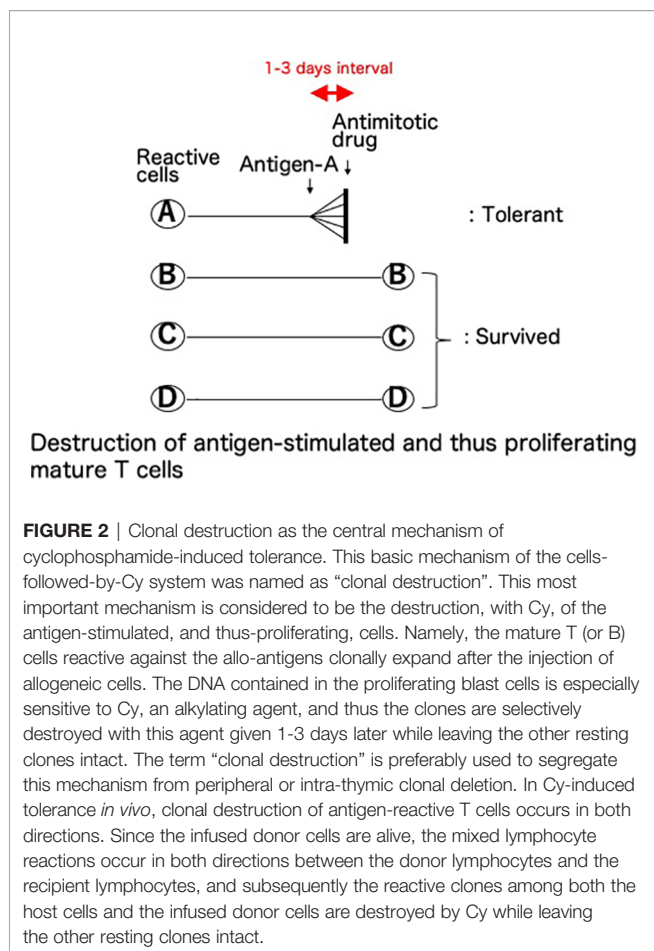 1-3 days interval
Antimitotic
drug
Reactive
cells
Antigen-A
A
: Tolerant
B
B
C
C
: Survived
D
D
Destruction of antigen-stimulated and thus proliferating
mature T cells
FIGURE 2 | Clonal destruction as the central mechanism of
cyclophosphamide-induced tolerance. This basic mechanism of the cells-
followed-by-Cy system was named as “clonal destruction”. This most
important mechanism is considered to be the destruction, with Cy, of the
antigen-stimulated, and thus-proliferating, cells. Namely, the mature T (or B)
cells reactive against the allo-antigens clonally expand after the injection of
allogeneic cells. The DNA contained in the proliferating blast cells is especially
sensitive to Cy, an alkylating agent, and thus the clones are selectively
destroyed with this agent given 1-3 days later while leaving the other resting
clones intact. The term “clonal destruction” is preferably used to segregate
this mechanism from peripheral or intra-thymic clonal deletion. In Cy-induced
tolerance in vivo, clonal destruction of antigen-reactive T cells occurs in both
directions. Since the infused donor cells are alive, the mixed lymphocyte
reactions occur in both directions between the donor lymphocytes and the
recipient lymphocytes, and subsequently the reactive clones among both the
host cells and the infused donor cells are destroyed by Cy while leaving
the other resting clones intact.